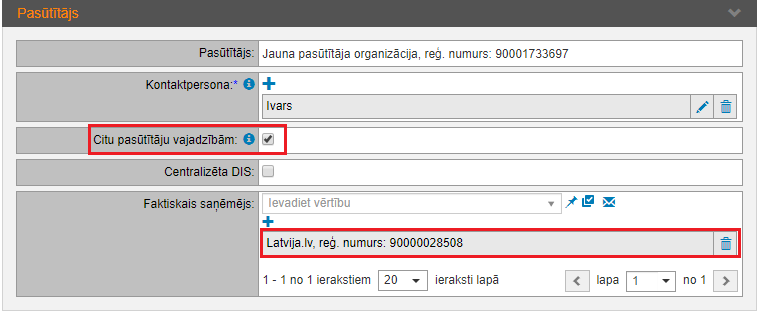 Pasūtītājs
Pasūtītājs: Jauna pasūtītāja organizācija, reģ. numurs: 90001733697
Kontaktpersona:*
Ivars
Citu pasūtītāju vajadzībām:
Centralizēta DIS:
Faktiskais saņēmējs: Ievadiet vērtību
Latvija.lv, reģ. numurs: 90000028508
1 - 1 no 1 ierakstiem 20 ieraksti lapā lapa 1 no 1